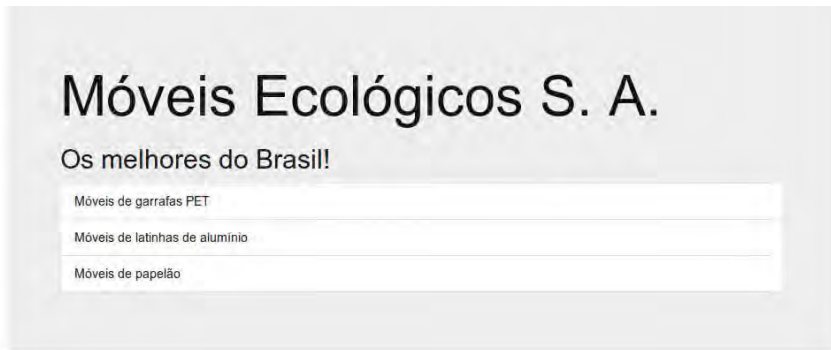 Móveis Ecológicos S. A.
Os melhores do Brasil!
Móveis de garrafas PET
Móveis de latinhas de alumínio
Móveis de papelão